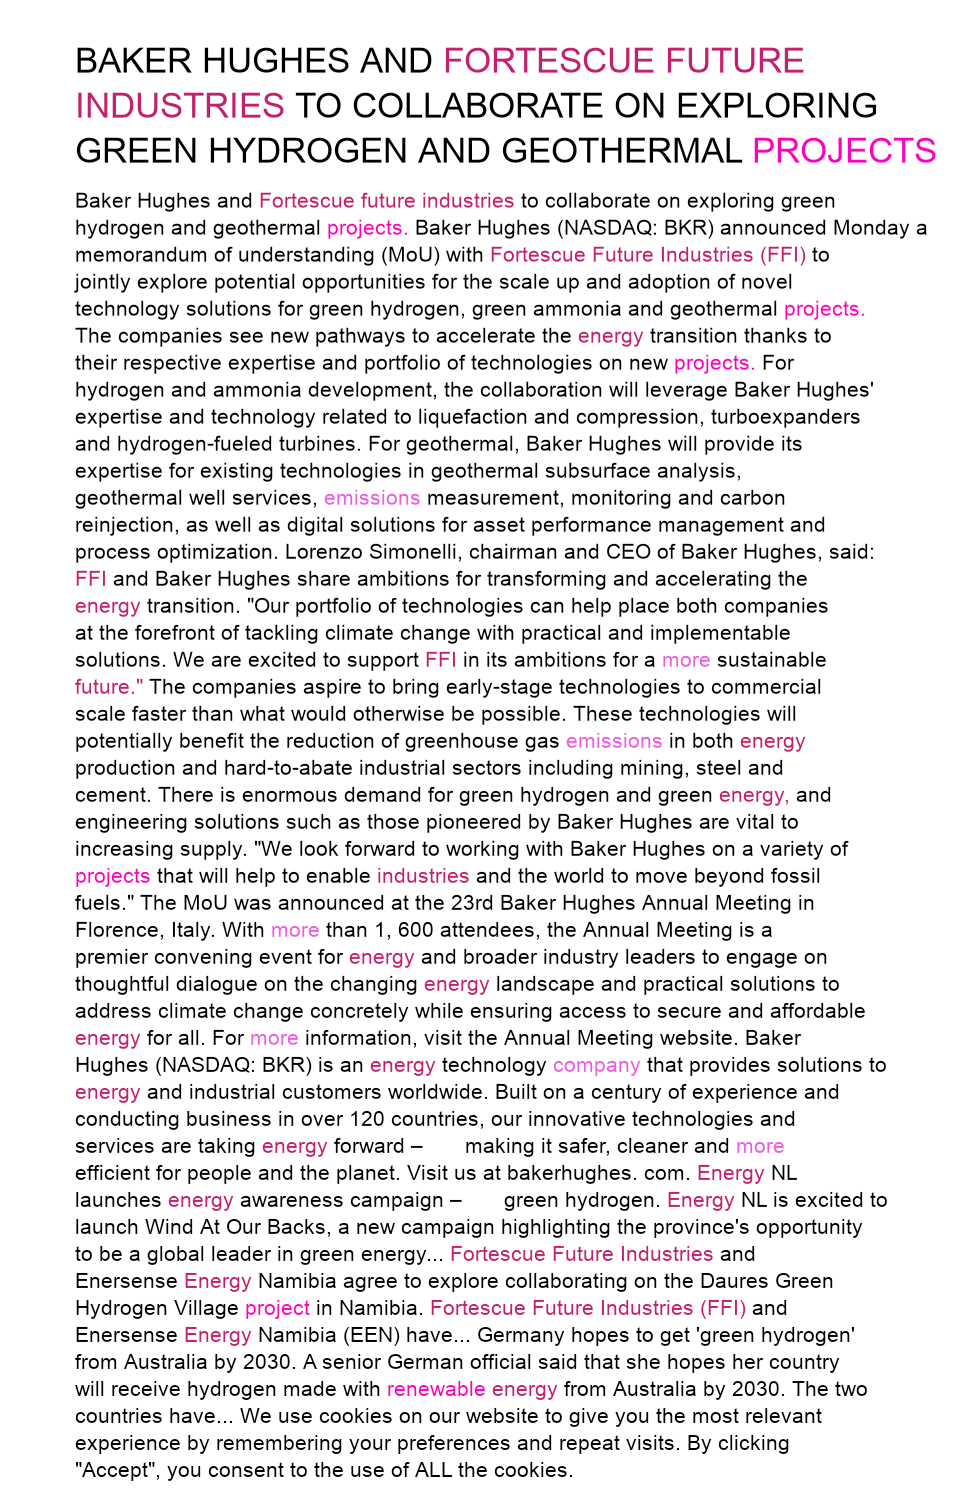 BAKER HUGHES AND FORTESCUE FUTURE
INDUSTRIES TO COLLABORATE ON EXPLORING
GREEN HYDROGEN AND GEOTHERMAL PROJECTS
Baker Hughes and Fortescue future industries to collaborate on exploring green
hydrogen and geothermal projects. Baker Hughes (NASDAQ: BKR) announced Monday a
memorandum of understanding (MoU) with Fortescue Future Industries (FFI) to
jointly explore potential opportunities for the scale up and adoption of novel
technology solutions for green hydrogen, green ammonia and geothermal projects.
The companies see new pathways to accelerate the energy transition thanks to
their respective expertise and portfolio of technologies on new projects. For
hydrogen and ammonia development, the collaboration will leverage Baker Hughes'
expertise and technology related to liquefaction and compression, turboexpanders
and hydrogen-fueled turbines. For geothermal, Baker Hughes will provide its
expertise for existing technologies in geothermal subsurface analysis,
geothermal well services, emissions measurement, monitoring and carbon
reinjection, as well as digital solutions for asset performance management and
process optimization. Lorenzo Simonelli, chairman and CEO of Baker Hughes, said:
FFI and Baker Hughes share ambitions for transforming and accelerating the
energy transition. "Our portfolio of technologies can help place both companies
at the forefront of tackling climate change with practical and implementable
solutions. We are excited to support FFI in its ambitions for a more sustainable
future." The companies aspire to bring early-stage technologies to commercial
scale faster than what would otherwise be possible. These technologies will
potentially benefit the reduction of greenhouse gas emissions in both energy
production and hard-to-abate industrial sectors including mining, steel and
cement. There is enormous demand for green hydrogen and green energy, and
engineering solutions such as those pioneered by Baker Hughes are vital to
increasing supply. "We look forward to working with Baker Hughes on a variety of
projects that will help to enable industries and the world to move beyond fossil
fuels." The MoU was announced at the 23rd Baker Hughes Annual Meeting in
Florence, Italy. With more than 1, 600 attendees, the Annual Meeting is a
premier convening event for energy and broader industry leaders to engage on
thoughtful dialogue on the changing energy landscape and practical solutions to
address climate change concretely while ensuring access to secure and affordable
energy for all. For more information, visit the Annual Meeting website. Baker
Hughes (NASDAQ: BKR) is an energy technology company that provides solutions to
energy and industrial customers worldwide. Built on a century of experience and
conducting business in over 120 countries, our innovative technologies and
services are taking energy forward – making it safer, cleaner and more
efficient for people and the planet. Visit us at bakerhughes. com. Energy NL
launches energy awareness campaign – green hydrogen. Energy NL is excited to
launch Wind At Our Backs, a new campaign highlighting the province's opportunity
to be a global leader in green energy... Fortescue Future Industries and
Enersense Energy Namibia agree to explore collaborating on the Daures Green
Hydrogen Village project in Namibia. Fortescue Future Industries (FFI) and
Enersense Energy Namibia (EEN) have... Germany hopes to get 'green hydrogen'
from Australia by 2030. A senior German official said that she hopes her country
will receive hydrogen made with renewable energy from Australia by 2030. The two
countries have... We use cookies on our website to give you the most relevant
experience by remembering your preferences and repeat visits. By clicking
"Accept", you consent to the use of ALL the cookies.